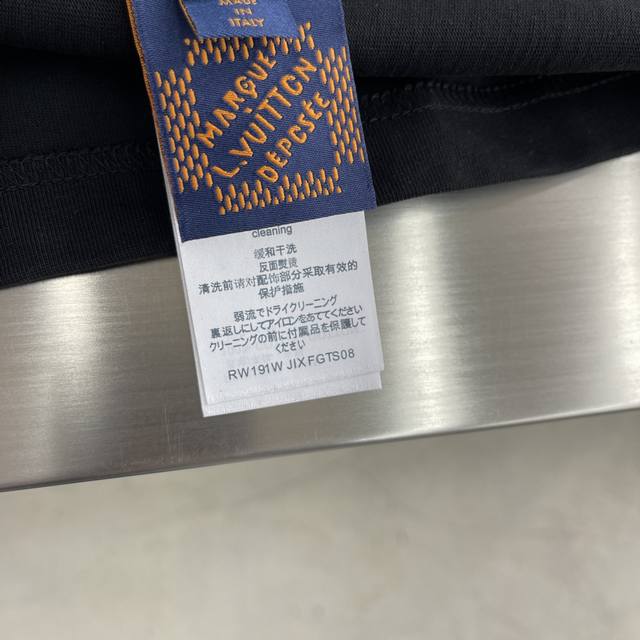 MADE
IN
ITALY
MARQUE
L.VUITTON
DEPOSÉE
cleaning
缓和干洗
反面熨烫
清洗前请对配饰部分采取有效的
保护措施
弱流でドライクリーニング
裏返しにしてアイロンをあててください
クリーニングの前に付属品を保護して
ください
RW191W JIXFGTS08